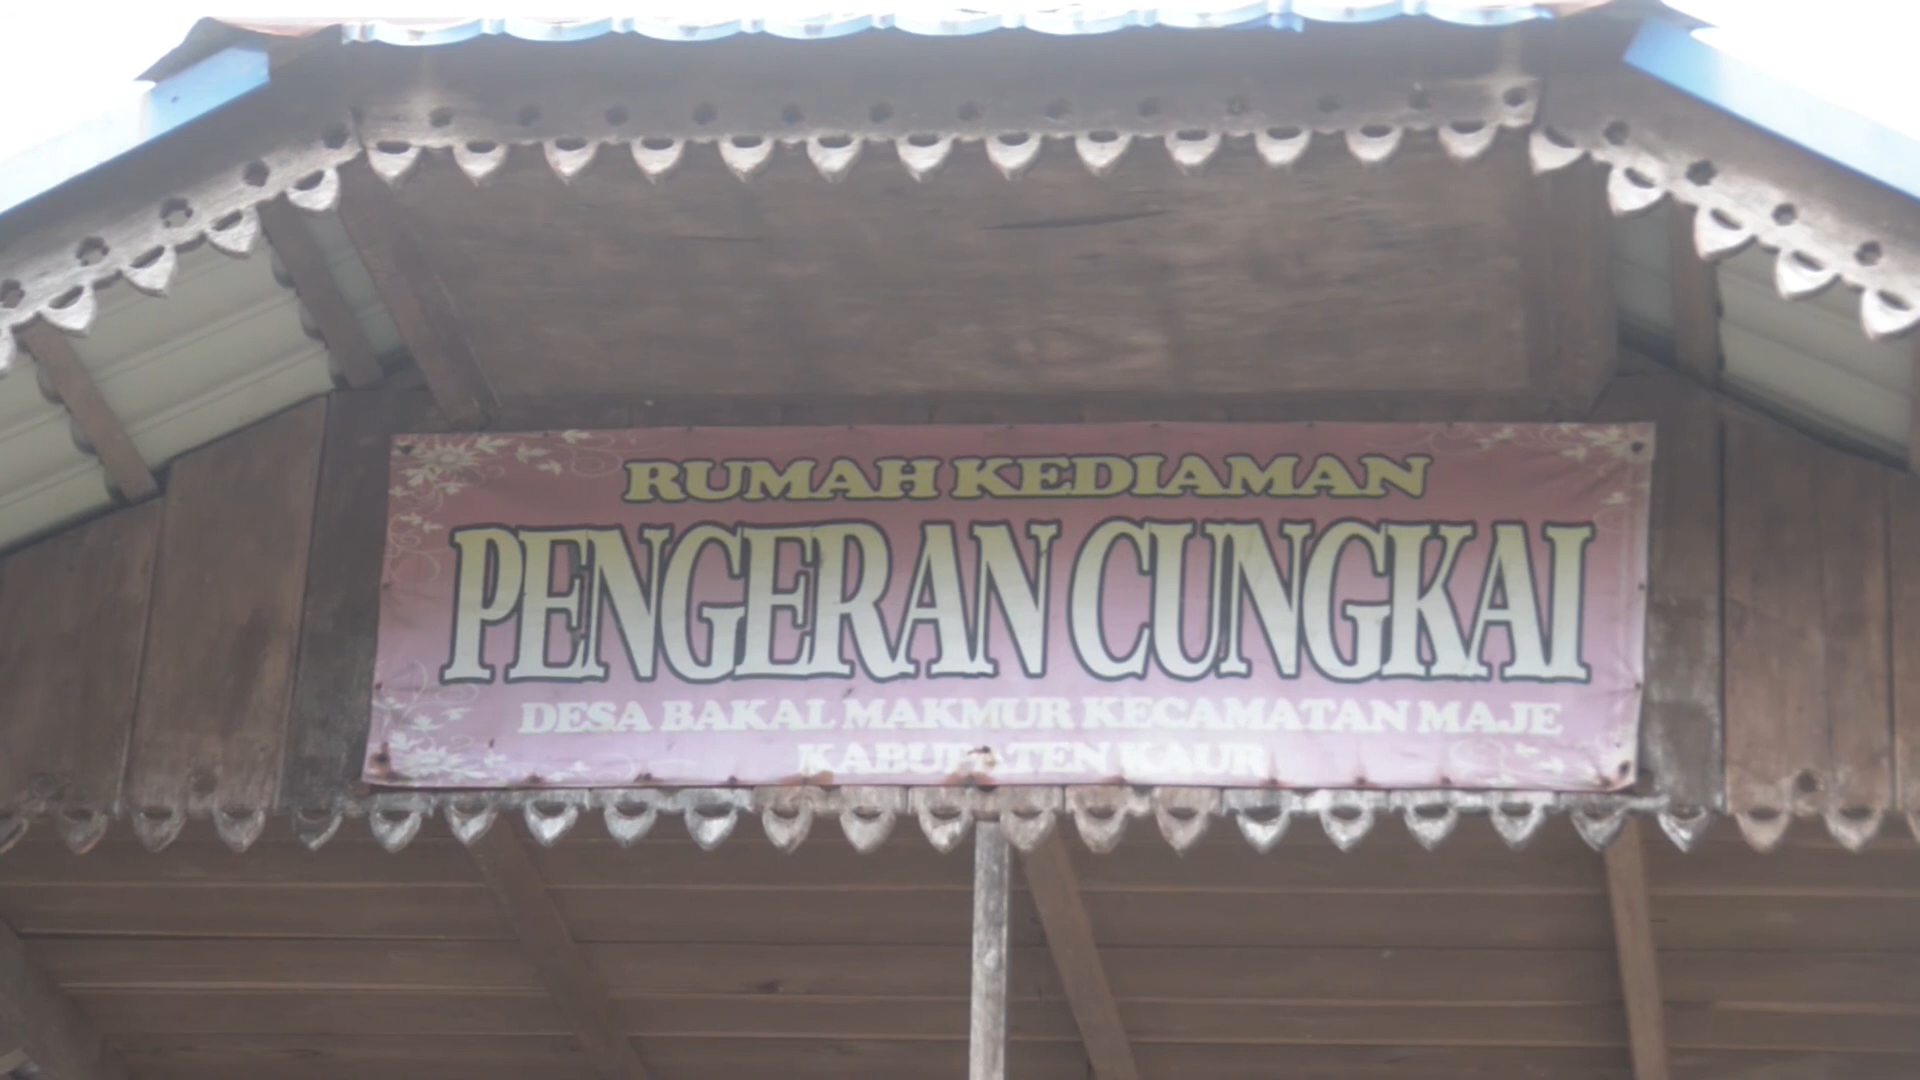 RUMAH KEDIAMAN
PENGERAN CUNGKAI
DESA BAKAL MAKMUR KECAMATAN MAJE
KABUPATEN KAUR